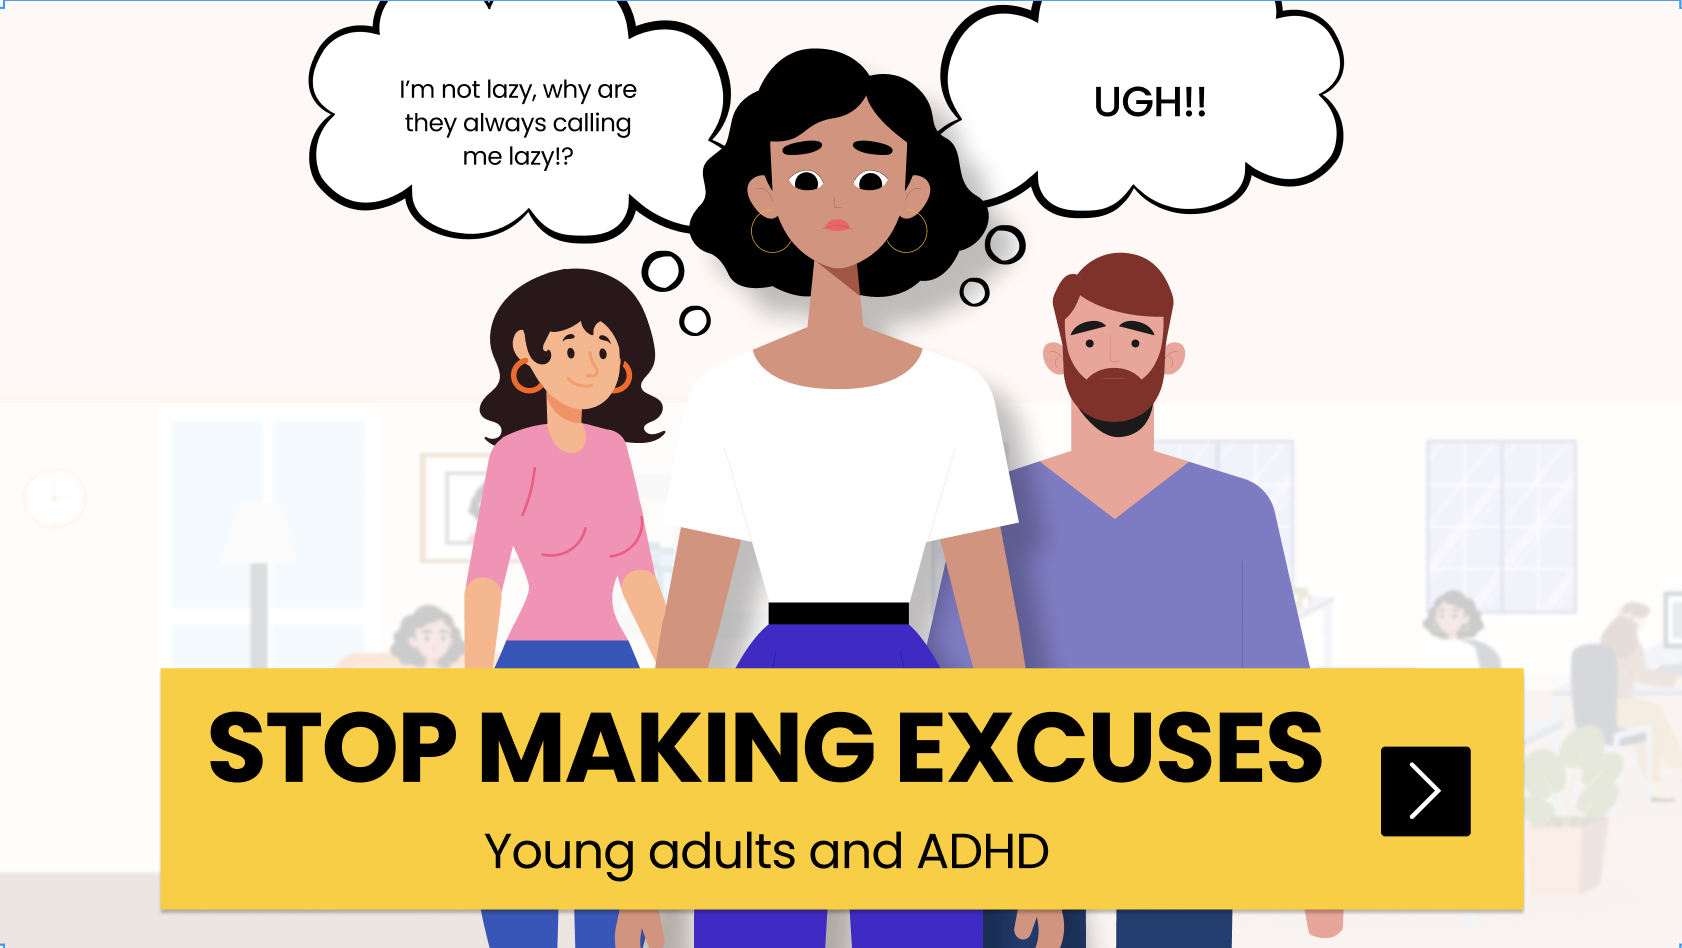 I'm not lazy, why are
they always calling
me lazy!?
UGH!!
STOP MAKING EXCUSES
Young adults and ADHD